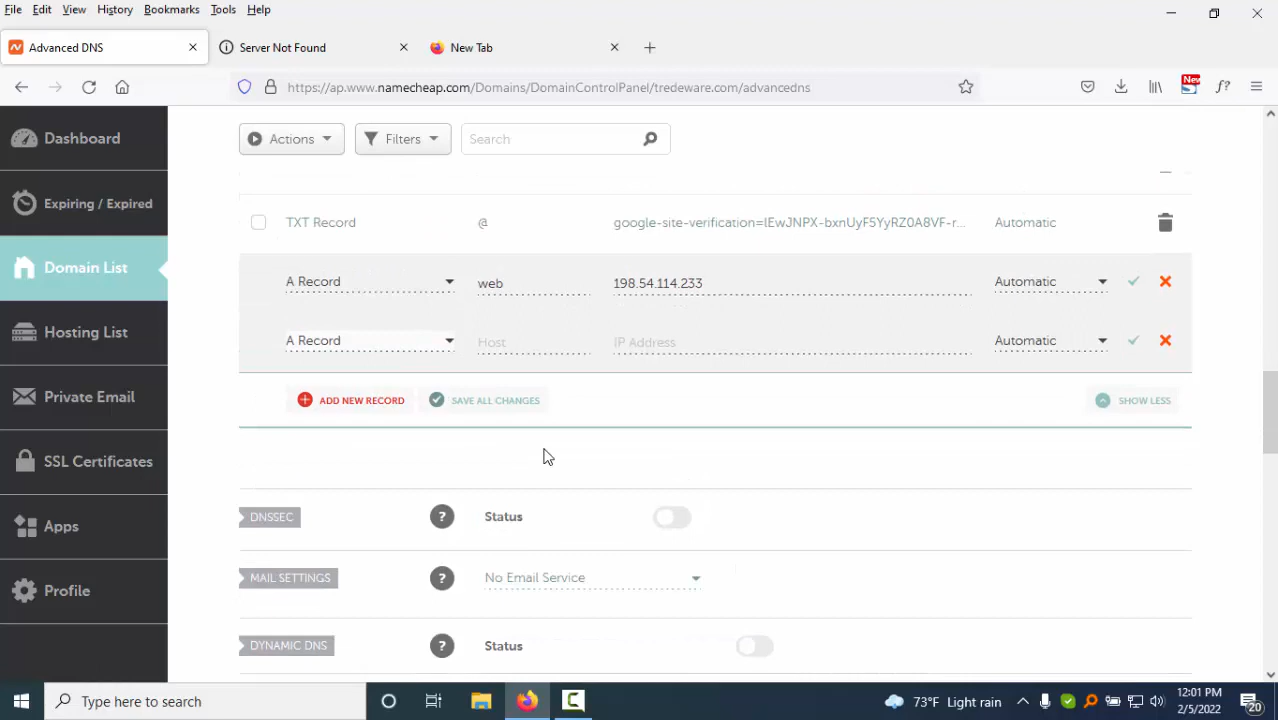 File Edit View History Bookmarks Tools Help
Advanced DNS
Server Not Found
New Tab
https://ap.www.namecheap.com/Domains/DomainControlPanel/tredeware.com/advancedns
New
f?
Dashboard
Expiring / Expired
Domain List
Hosting List
Private Email
SSL Certificates
Apps
Profile
Actions
Filters
Search
TXT Record @ google-site-verification=IEwJNPX-bxnUyF5YyRZ0A8VF-r... Automatic
A Record web 198.54.114.233 Automatic
A Record Host IP Address Automatic
ADD NEW RECORD SAVE ALL CHANGES SHOW LESS
DNSSEC ? Status
MAIL SETTINGS ? No Email Service
DYNAMIC DNS ? Status
Type here to search
73°F Light rain
12:01 PM
2/5/2022
20